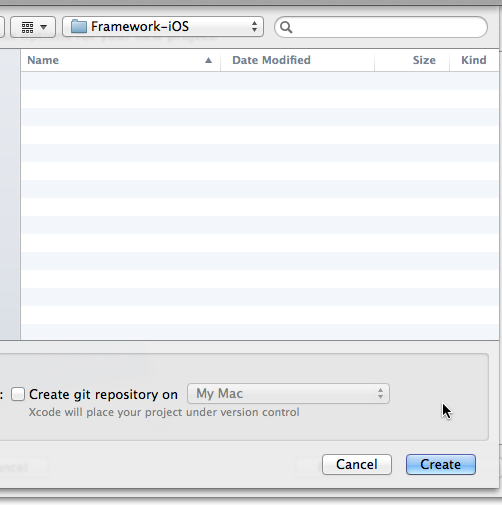 Framework-iOS
Name Date Modified Size Kind
: Create git repository on My Mac
Xcode will place your project under version control
Cancel Create